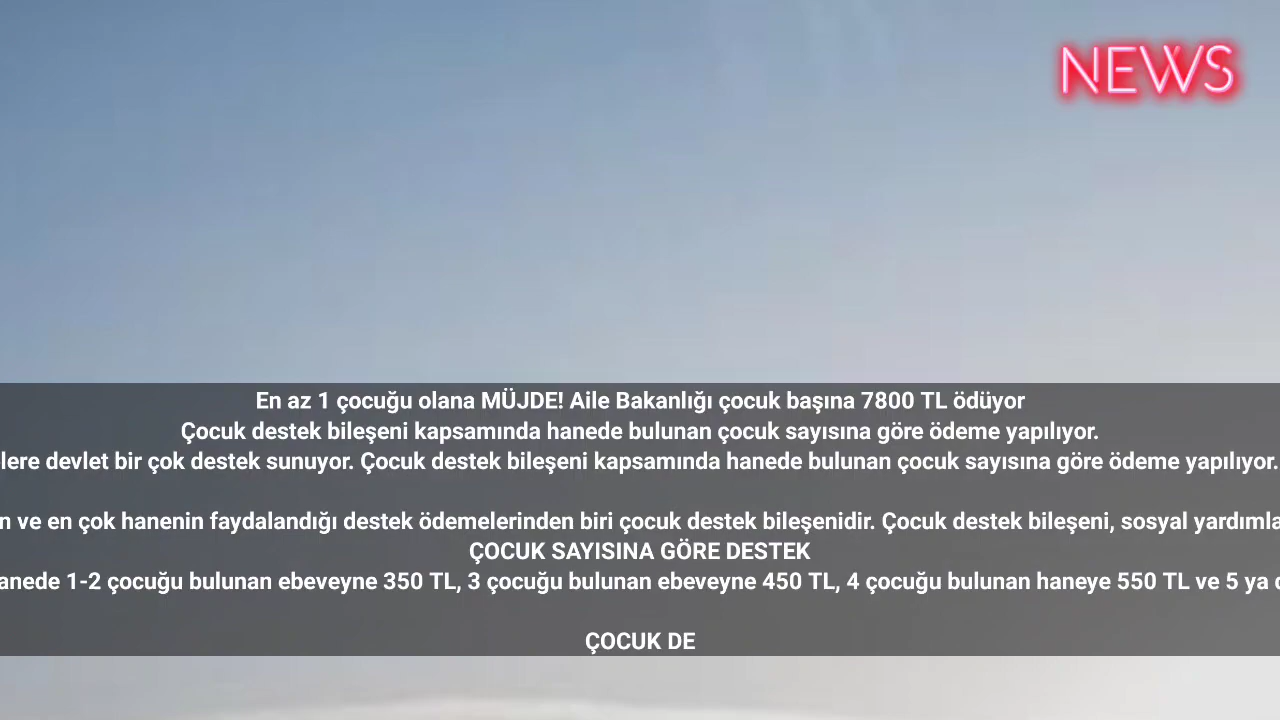 NEWS
En az 1 çocuğu olana MÜJDE! Aile Bakanlığı çocuk başına 7800 TL ödüyor
Çocuk destek bileşeni kapsamında hanede bulunan çocuk sayısına göre ödeme yapılıyor.
lere devlet bir çok destek sunuyor. Çocuk destek bileşeni kapsamında hanede bulunan çocuk sayısına göre ödeme yapılıyor.
n ve en çok hanenin faydalandığı destek ödemelerinden biri çocuk destek bileşenidir. Çocuk destek bileşeni, sosyal yardımla
ÇOCUK SAYISINA GÖRE DESTEK
anede 1-2 çocuğu bulunan ebeveyne 350 TL, 3 çocuğu bulunan ebeveyne 450 TL, 4 çocuğu bulunan haneye 550 TL ve 5 ya
ÇOCUK DE